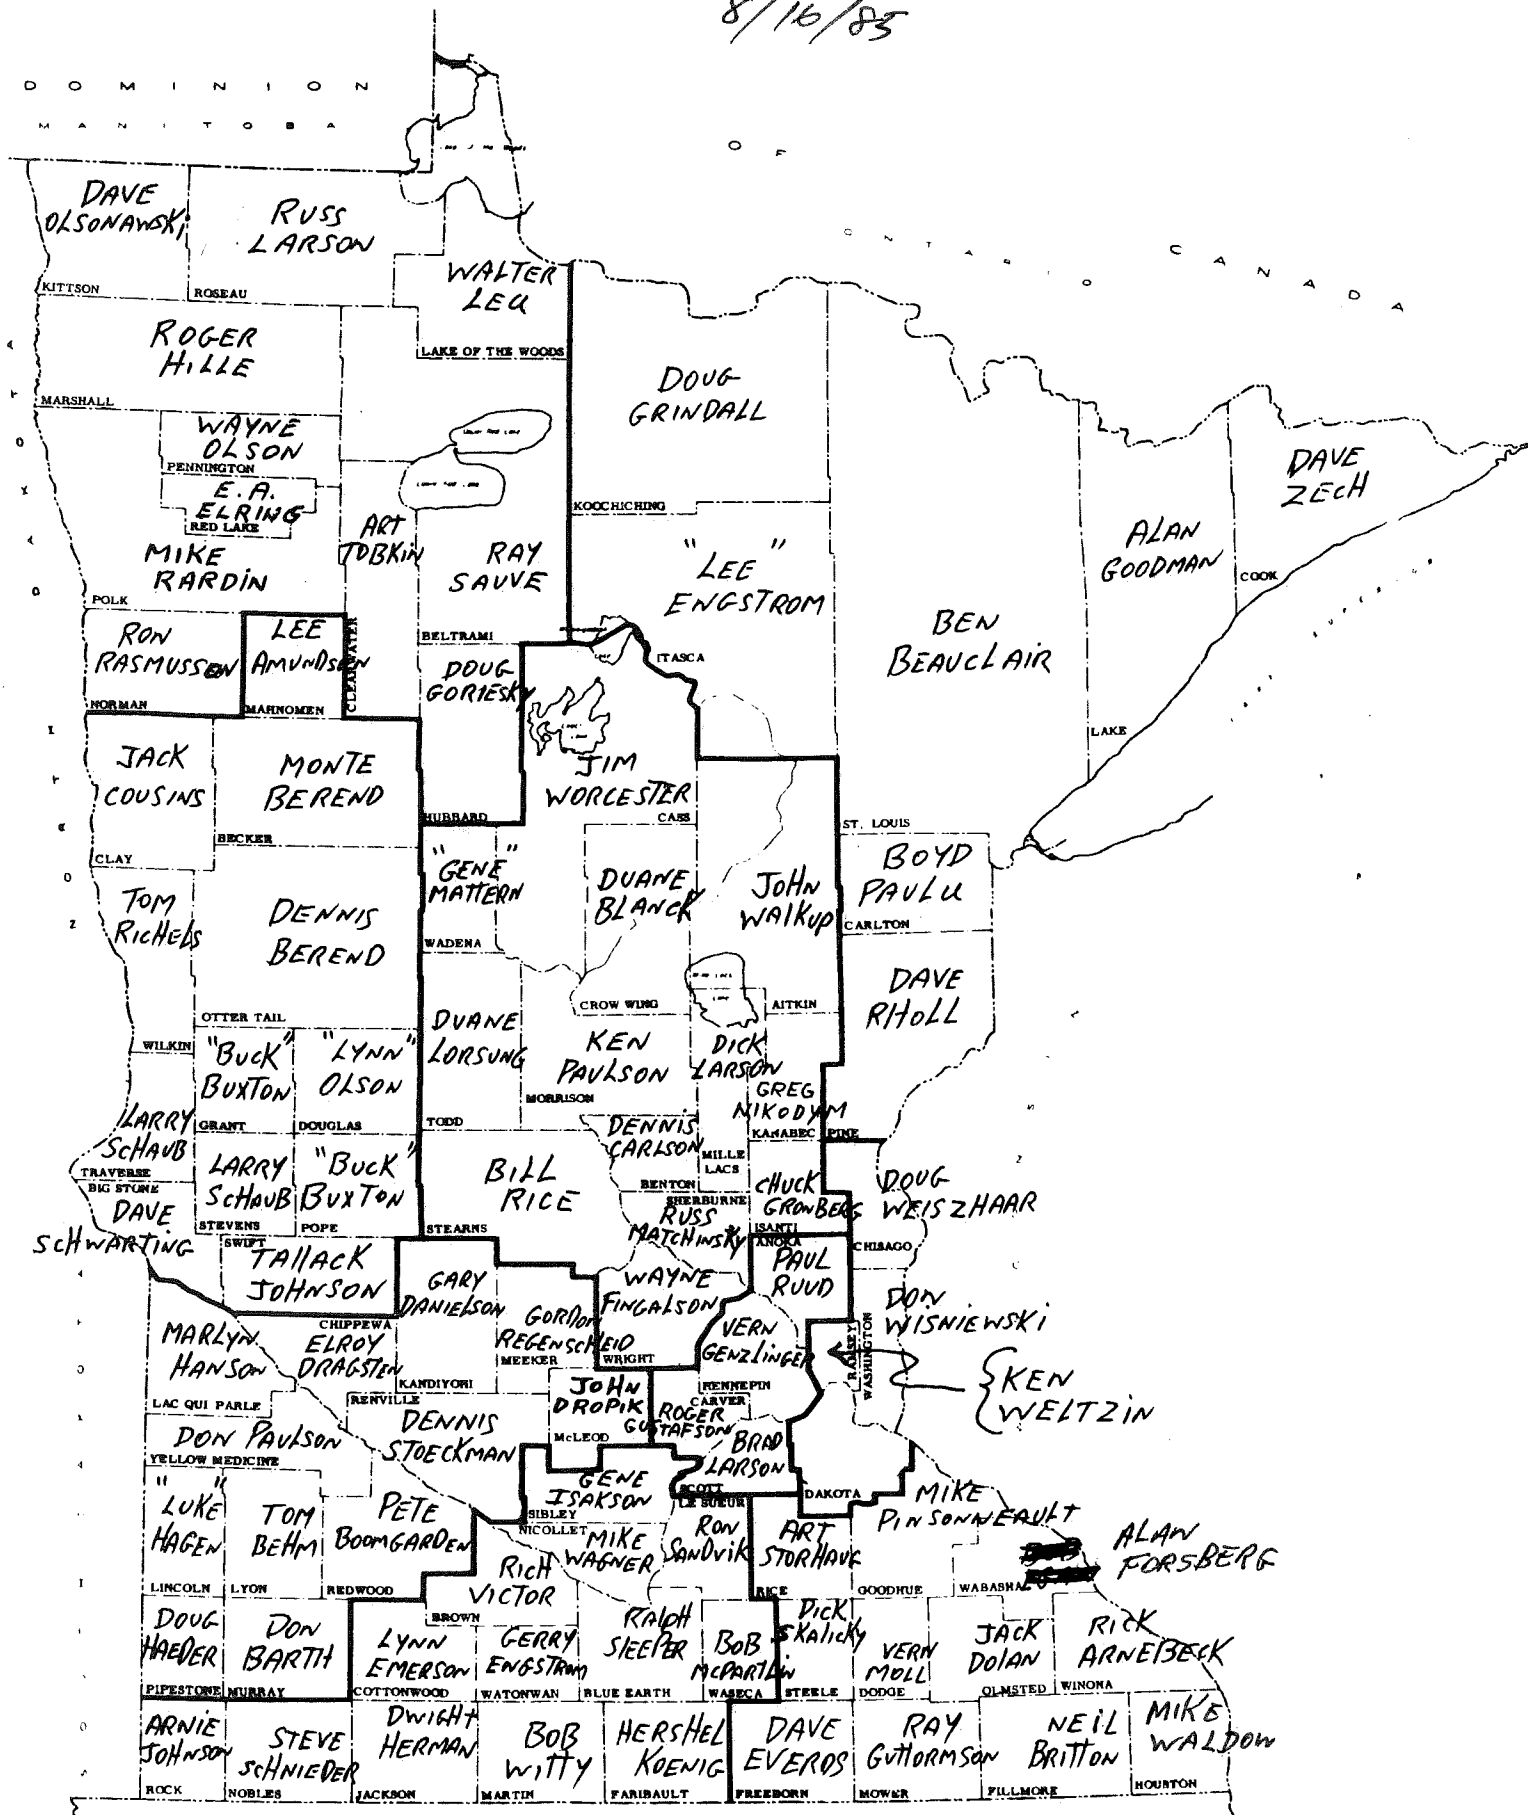 8/16/85
DOMINION
MANITOBA
OF
ONTARIO
CANADA
DAVE
OLSONAWSKI
KITTSON
RUSS
LARSON
ROSEAU
WALTER
LEU
LAKE OF THE WOODS
ROGER
HILLE
MARSHALL
DOUG
GRINDALL
KOOCHICHING
WAYNE
OLSON
PENNINGTON
E. A.
ELRING
RED LAKE
MIKE
RARDIN
POLK
ART
TOBKIN
CLEARWATER
RAY
SAUVE
BELTRAMI
"LEE"
ENGSTROM
ITASCA
BEN
BEAUCLAIR
ST. LOUIS
ALAN
GOODMAN
LAKE
DAVE
ZECH
COOK
RON
RASMUSSEN
NORMAN
LEE
AMUNDSEN
MAHNOMEN
DOUG
GORIESKY
HUBBARD
JACK
COUSINS
CLAY
MONTE
BEREND
BECKER
JIM
WORCESTER
CASS
"GENE"
MATTERN
WADENA
DUANE
BLANCK
CROW WING
JOHN
WALKUP
AITKIN
BOYD
PAULU
CARLTON
TOM
RICHELS
WILKIN
DENNIS
BEREND
OTTER TAIL
DAVE
RHOLL
PINE
"BUCK"
BUXTON
GRANT
"LYNN"
OLSON
DOUGLAS
DUANE
LORSUNG
TODD
KEN
PAULSON
MORRISON
DICK
LARSON
MILLE
LACS
GREG
NIKODYM
KANABEC
LARRY
SCHAUB
TRAVERSE
LARRY
SCHAUB
STEVENS
"BUCK"
BUXTON
POPE
BILL
RICE
STEARNS
DENNIS
CARLSON
BENTON
SHERBURNE
RUSS
MATCHINSKY
CHUCK
GRONBERG
ISANTI
DOUG
WEISZHAAR
CHISAGO
BIG STONE
DAVE
SCHWARTING
SWIFT
TALLACK
JOHNSON
GARY
DANIELSON
KANDIYOHI
GORDON
REGENSCHEID
MEEKER
WAYNE
FINGALSON
WRIGHT
ANOKA
PAUL
RUUD
VERN
GENZLINGER
HENNEPIN
DON
WISNIEWSKI
RAMSEY
WASHINGTON
KEN
WELTZIN
MARLYN
HANSON
LAC QUI PARLE
CHIPPEWA
ELROY
DRAGSTEN
RENVILLE
DENNIS
STOECKMAN
JOHN
DROPIK
McLEOD
CARVER
ROGER
GUSTAFSON
BRAD
LARSON
SCOTT
DAKOTA
DON PAULSON
YELLOW MEDICINE
"LUKE"
HAGEN
LINCOLN
TOM
BEHM
LYON
PETE
BOOMGARDEN
REDWOOD
GENE
ISAKSON
SIBLEY
NICOLLET
MIKE
WAGNER
LE SUEUR
RON
SANDVIK
ART
STORHAUG
RICE
MIKE
PINSONNEAULT
GOODHUE
WABASHA
ALAN
FORSBERG
RICH
VICTOR
BROWN
DOUG
HAEDER
PIPESTONE
DON
BARTH
MURRAY
LYNN
EMERSON
COTTONWOOD
GERRY
ENGSTROM
WATONWAN
RALPH
SLEEPER
BLUE EARTH
BOB
McPARTLIN
WASECA
DICK
SKALICKY
STEELE
VERN
MOLL
DODGE
JACK
DOLAN
OLMSTED
RICK
ARNEBECK
WINONA
ARNIE
JOHNSON
ROCK
STEVE
SCHNIEDER
NOBLES
DWIGHT
HERMAN
JACKSON
BOB
WITTY
MARTIN
HERSHEL
KOENIG
FARIBAULT
DAVE
EVEROS
FREEBORN
RAY
GUTTORMSON
MOWER
NEIL
BRITTON
FILLMORE
MIKE
WALDOW
HOUSTON